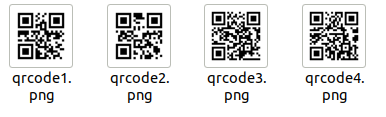 qrcode1.
png
qrcode2.
png
qrcode3.
png
qrcode4.
png